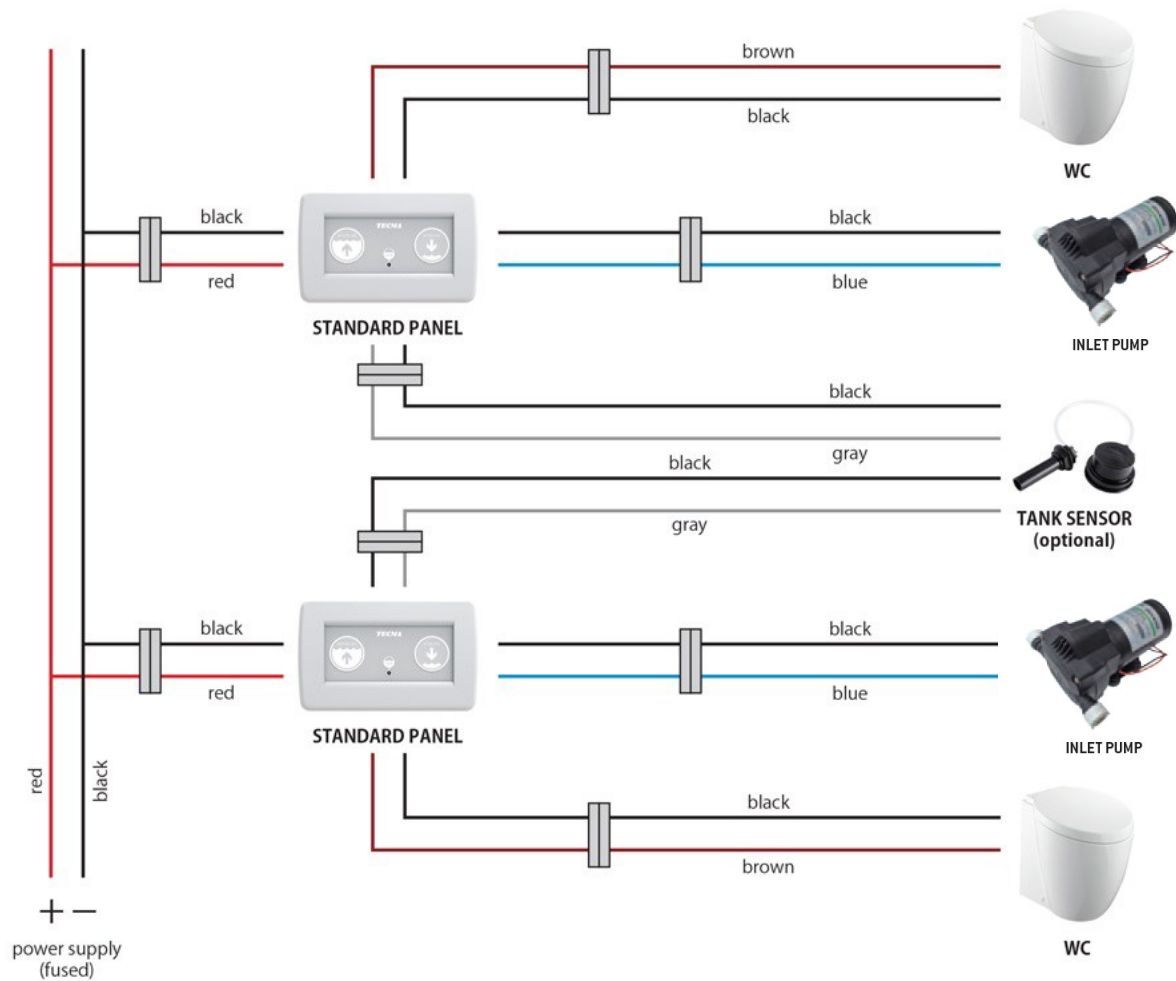 brown
black
WC
black
red
TECMA
STANDARD PANEL
black
blue
INLET PUMP
black
gray
black
gray
TANK SENSOR
(optional)
black
red
TECMA
STANDARD PANEL
black
blue
INLET PUMP
black
brown
WC
red
black
+ −
power supply
(fused)